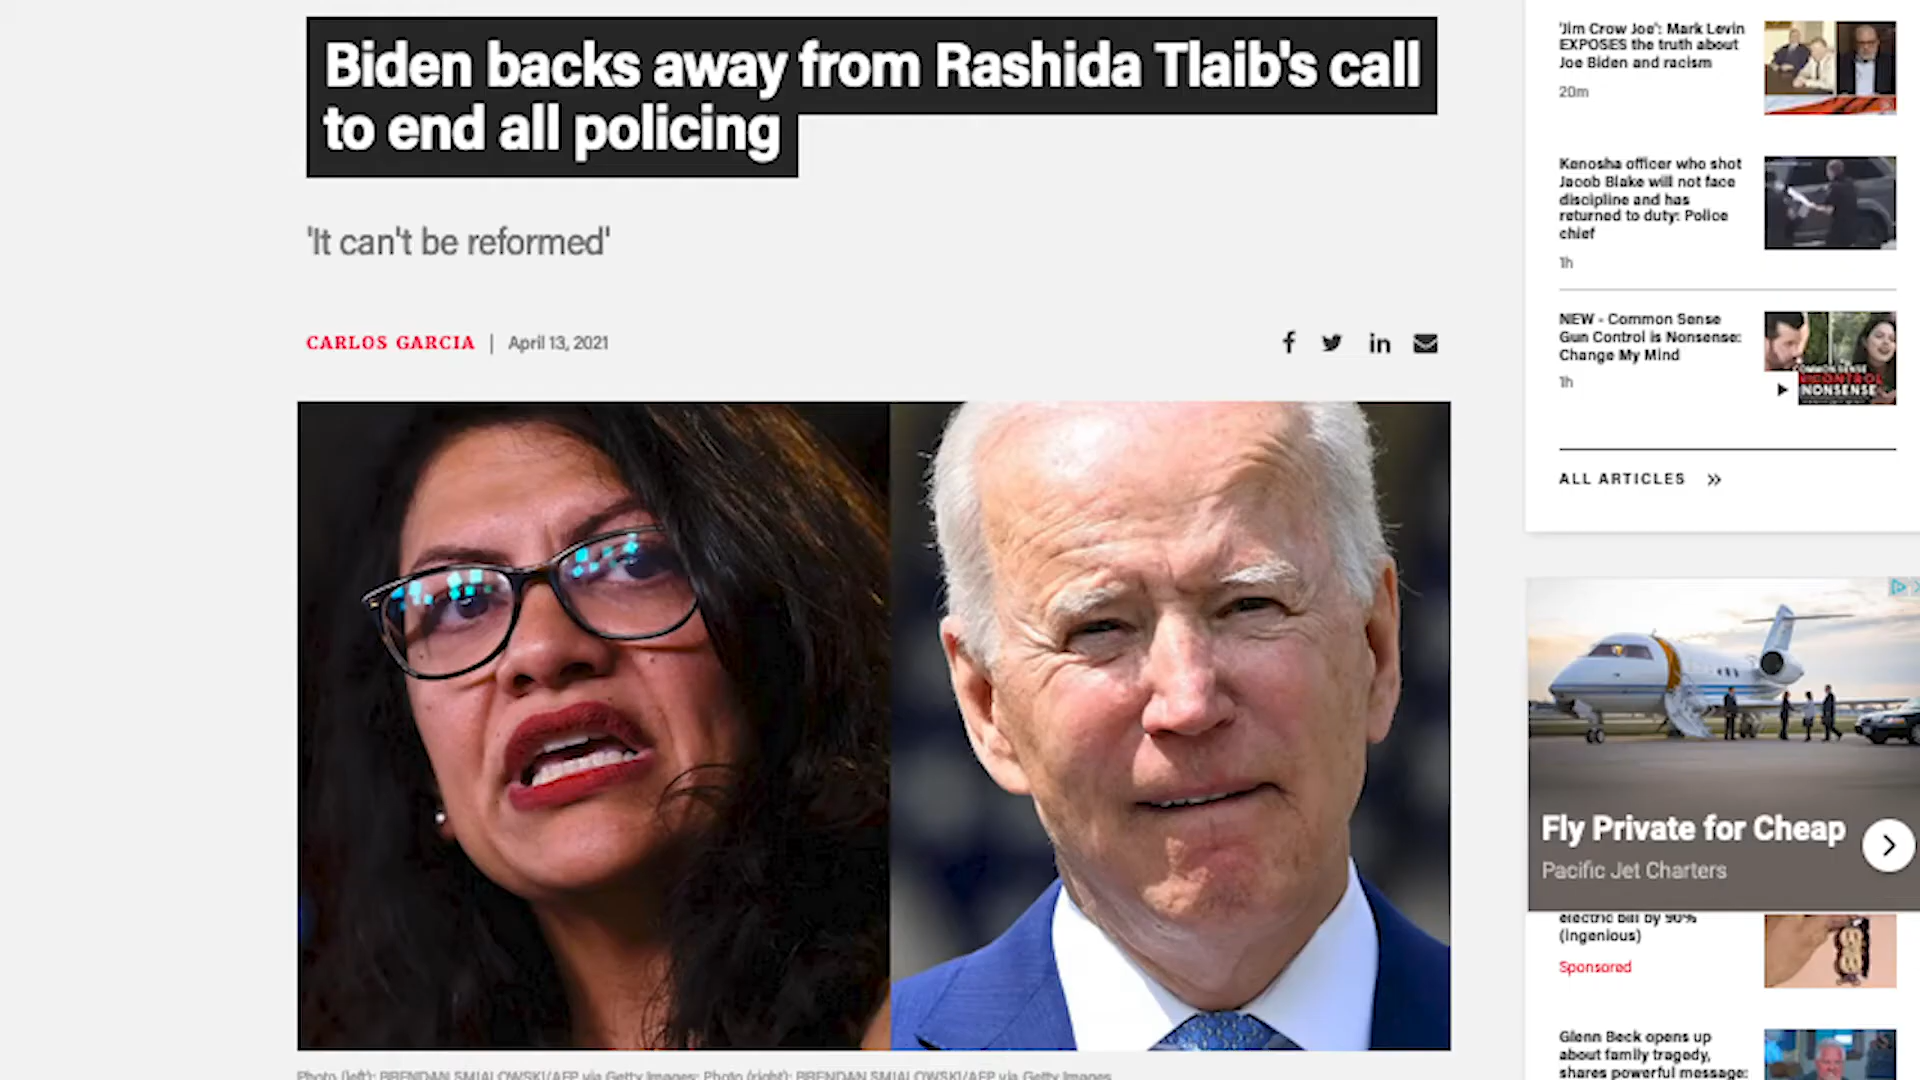 Biden backs away from Rashida Tlaib's call
to end all policing
'It can't be reformed'
CARLOS GARCIA | April 13, 2021
'Jim Crow Joe': Mark Levin
EXPOSES the truth about
Joe Biden and racism
20m
Kenosha officer who shot
Jacob Blake will not face
discipline and has
returned to duty: Police
chief
1h
NEW - Common Sense
Gun Control is Nonsense:
Change My Mind
1h
COMMON SENSE
GUN CONTROL
NONSENSE
ALL ARTICLES
Fly Private for Cheap
Pacific Jet Charters
electric bill by 90%
(ingenious)
Sponsored
Glenn Beck opens up
about family tragedy,
shares powerful message:
Photo (left): BRENDAN SMIALOWSKI/AFP via Getty Images; Photo (right): BRENDAN SMIALOWSKI/AFP via Getty Images